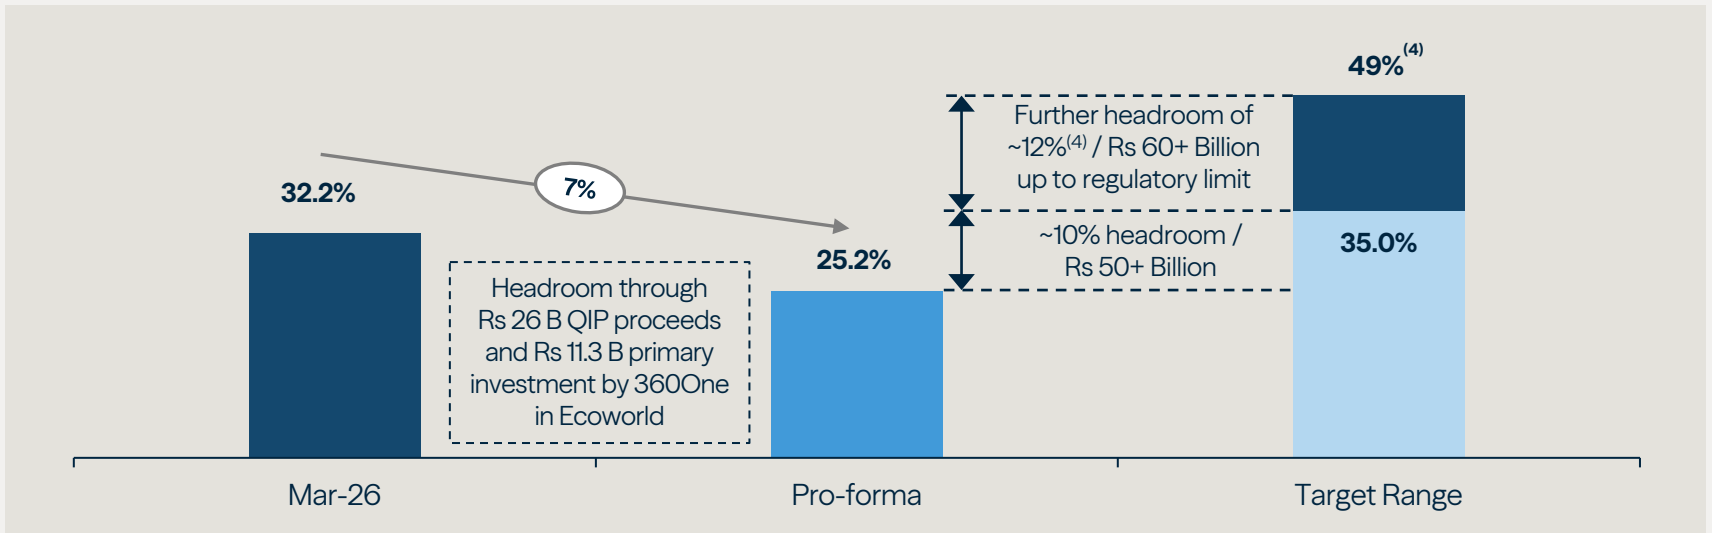 49%(4)
Further headroom of
~12%(4) / Rs 60+ Billion
up to regulatory limit
7%
32.2%
~10% headroom /
Rs 50+ Billion
35.0%
25.2%
Headroom through
Rs 26 B QIP proceeds
and Rs 11.3 B primary
investment by 360One
in Ecoworld
Mar-26
Pro-forma
Target Range